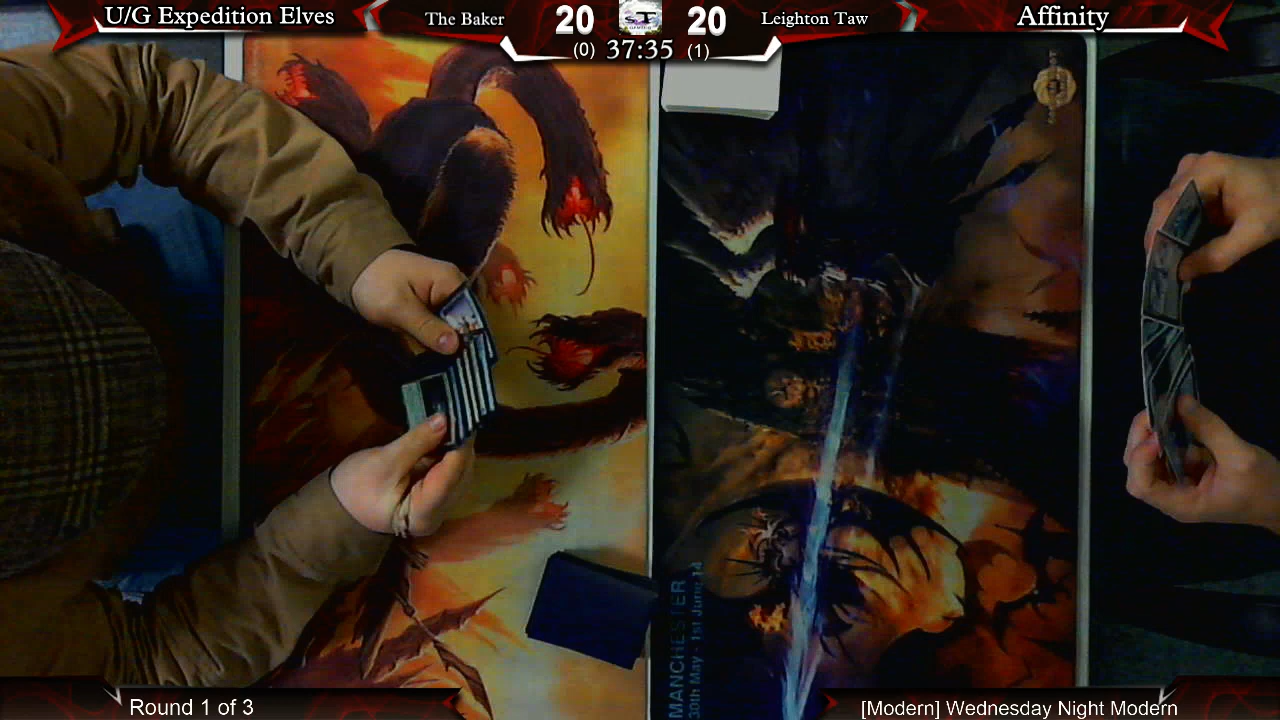 U/G Expedition Elves
The Baker
20
20
Leighton Taw
Affinity
(0)
37:35
(1)
MANCHESTER
30th May - 1st June 14
Round 1 of 3
[Modern] Wednesday Night Modern